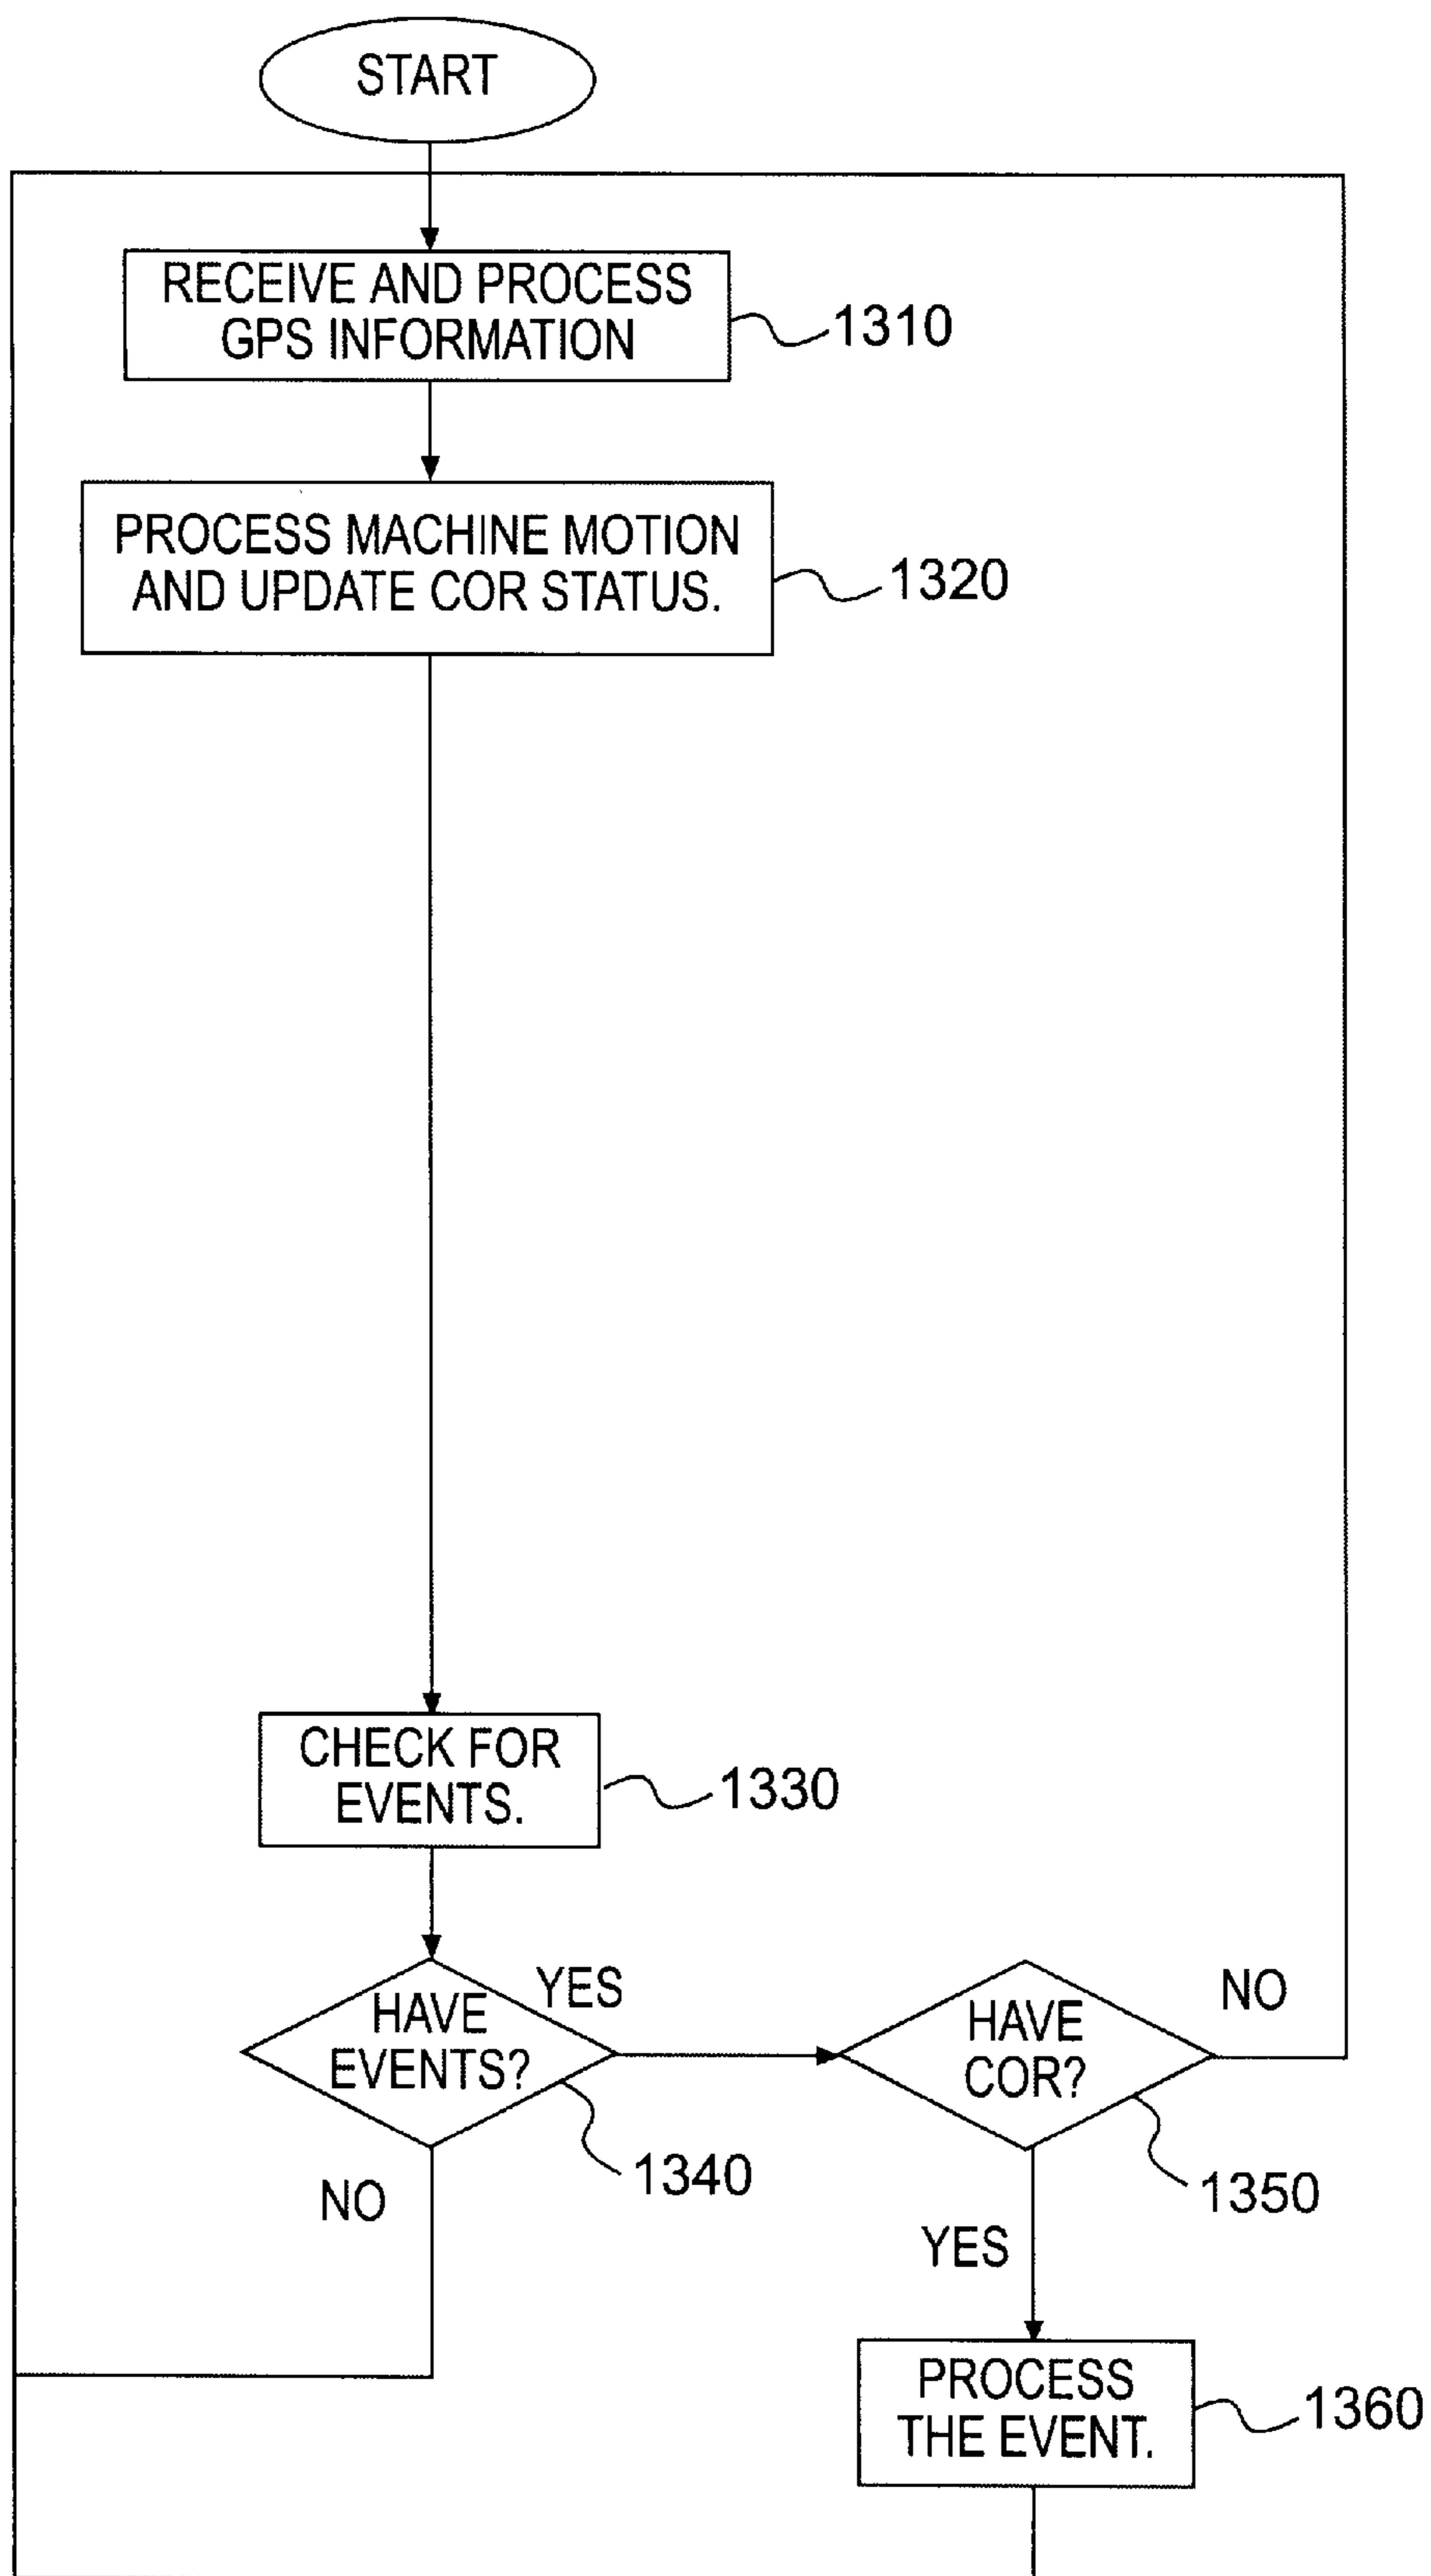 START
RECEIVE AND PROCESS
GPS INFORMATION
1310
PROCESS MACHINE MOTION
AND UPDATE COR STATUS.
1320
CHECK FOR
EVENTS.
1330
HAVE
EVENTS?
YES
1340
NO
HAVE
COR?
NO
1350
YES
PROCESS
THE EVENT.
1360